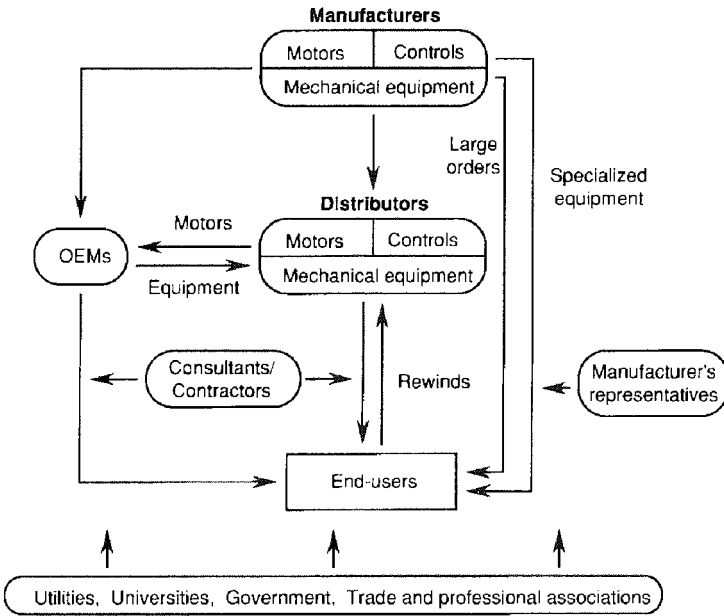 Manufacturers
Motors
Controls
Mechanical equipment
Large
orders
Specialized
equipment
Distributors
Motors
Motors
Controls
OEMs
Mechanical equipment
Equipment
Consultants/
Contractors
Rewinds
Manufacturer's
representatives
End-users
Utilities, Universities, Government, Trade and professional associations